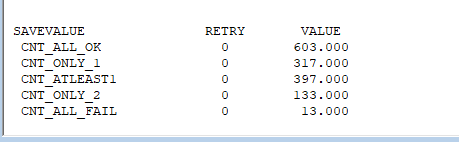 SAVEVALUE RETRY VALUE
CNT_ALL_OK 0 603.000
CNT_ONLY_1 0 317.000
CNT_ATLEAST1 0 397.000
CNT_ONLY_2 0 133.000
CNT_ALL_FAIL 0 13.000